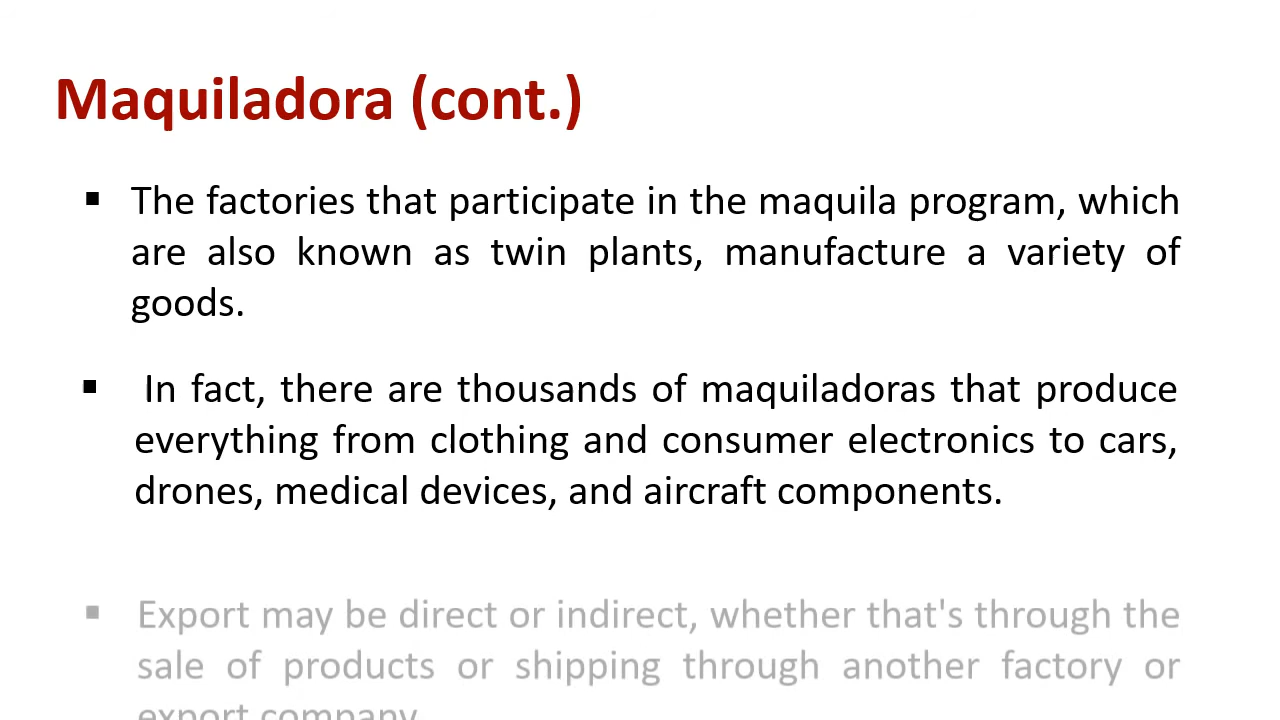 Maquiladora (cont.)
▪ The factories that participate in the maquila program, which
are also known as twin plants, manufacture a variety of
goods.
▪ In fact, there are thousands of maquiladoras that produce
everything from clothing and consumer electronics to cars,
drones, medical devices, and aircraft components.
▪ Export may be direct or indirect, whether that's through the
sale of products or shipping through another factory or
export company.